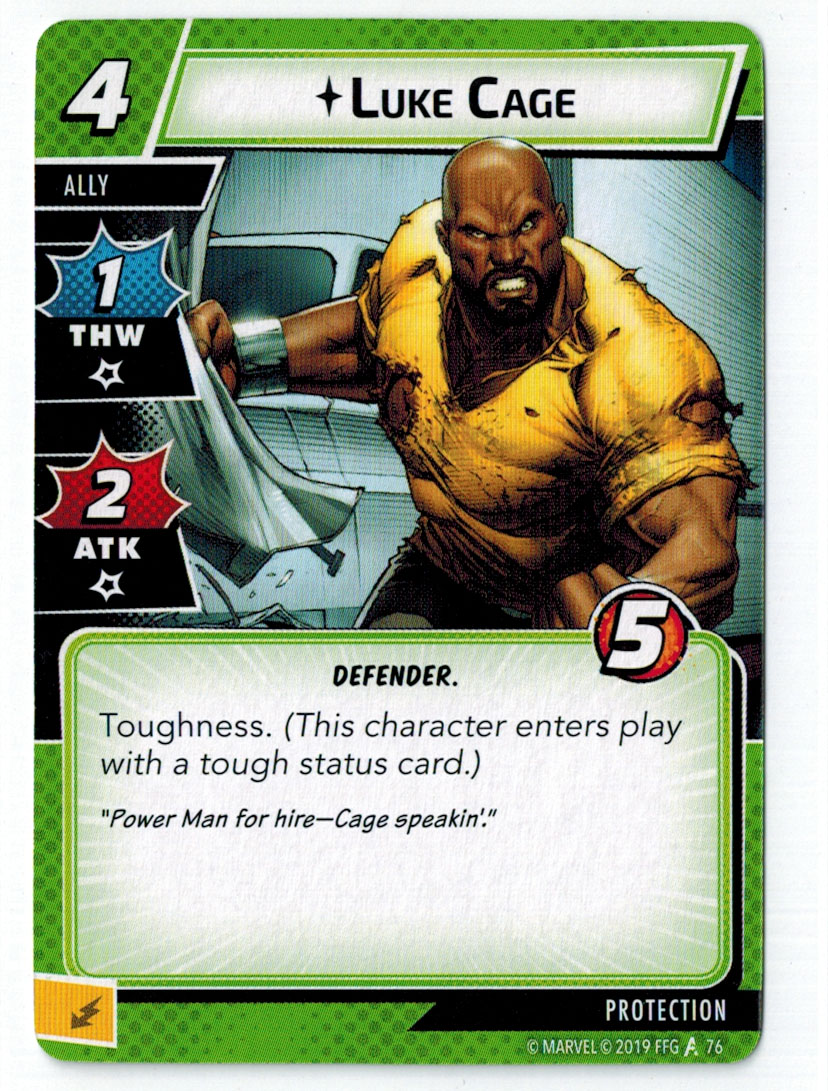 4
LUKE CAGE
ALLY
1
THW
2
ATK
5
DEFENDER.
Toughness. (This character enters play
with a tough status card.)
"Power Man for hire—Cage speakin'."
PROTECTION
© MARVEL © 2019 FFG 76